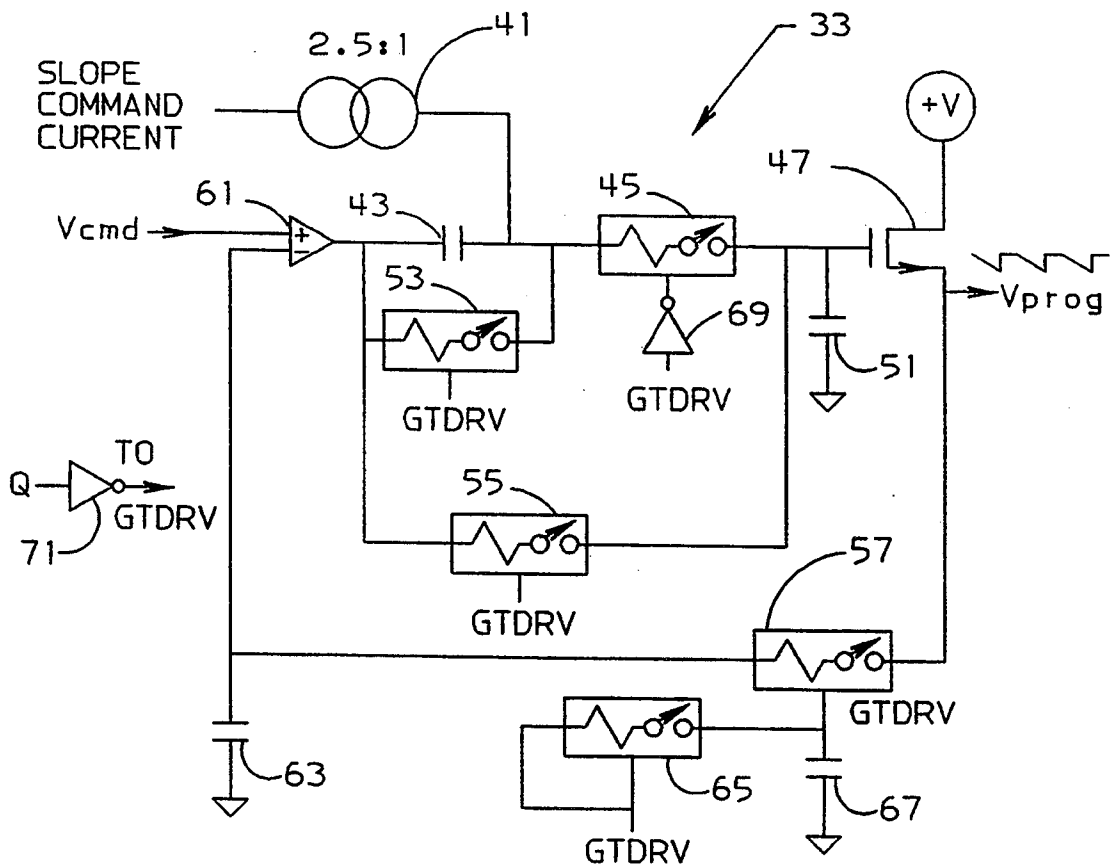 41
33
2.5:1
SLOPE
COMMAND
CURRENT
+V
47
61
43
45
Vcmd
+
−
53
69
Vprog
51
GTDRV
GTDRV
TO
Q
GTDRV
71
55
57
GTDRV
GTDRV
63
65
67
GTDRV